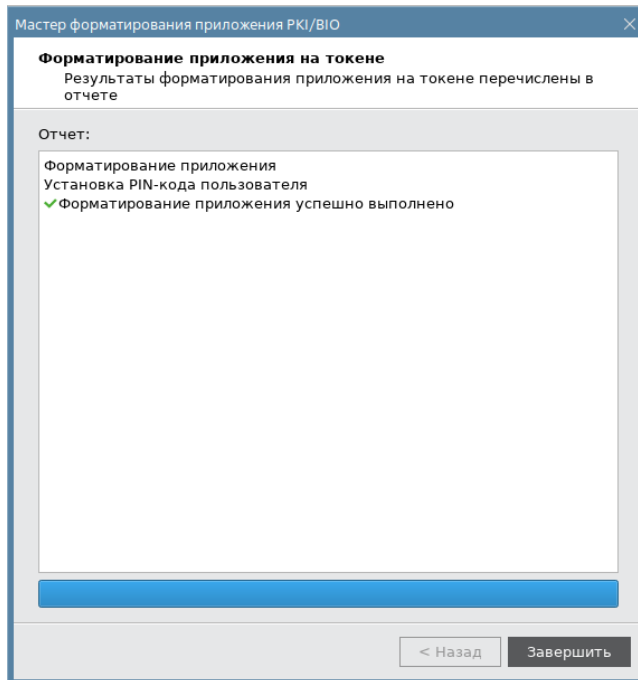 Мастер форматирования приложения PKI/BIO
Форматирование приложения на токене
Результаты форматирования приложения на токене перечислены в
отчете
Отчет:
Форматирование приложения
Установка PIN-кода пользователя
Форматирование приложения успешно выполнено
< Назад
Завершить